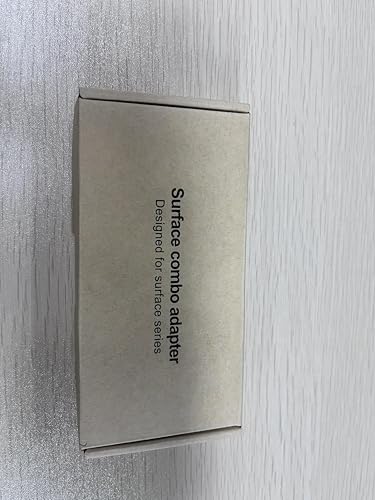 Surface combo adapter
Designed for surface series